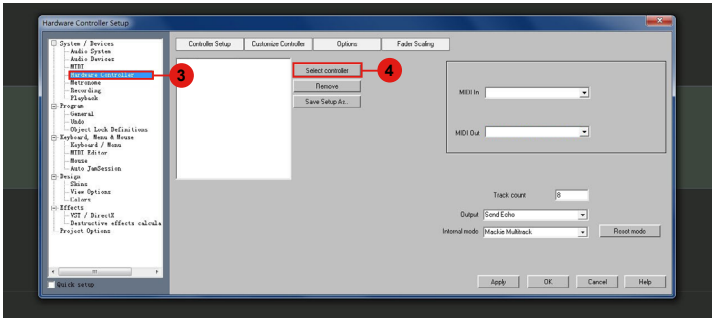 Hardware Controller Setup
System / Devices
Audio System
Audio Devices
MIDI
Hardware Controller
Metronome
Recording
Playback
Program
General
Undo
Object Lock Definitions
Keyboard, Menu & Mouse
Keyboard / Menu
MIDI Editor
Mouse
Auto JamSession
Design
Skins
View Options
Colors
Effects
VST / DirectX
Destructive effects calcula
Project Options
Quick setup
3
Controller Setup
Customize Controller
Options
Fader Scaling
Select controller
4
Remove
Save Setup As..
MIDI In
MIDI Out
Track count 8
Output Send Echo
Internal mode Mackie Multitrack Reset mode
Apply OK Cancel Help